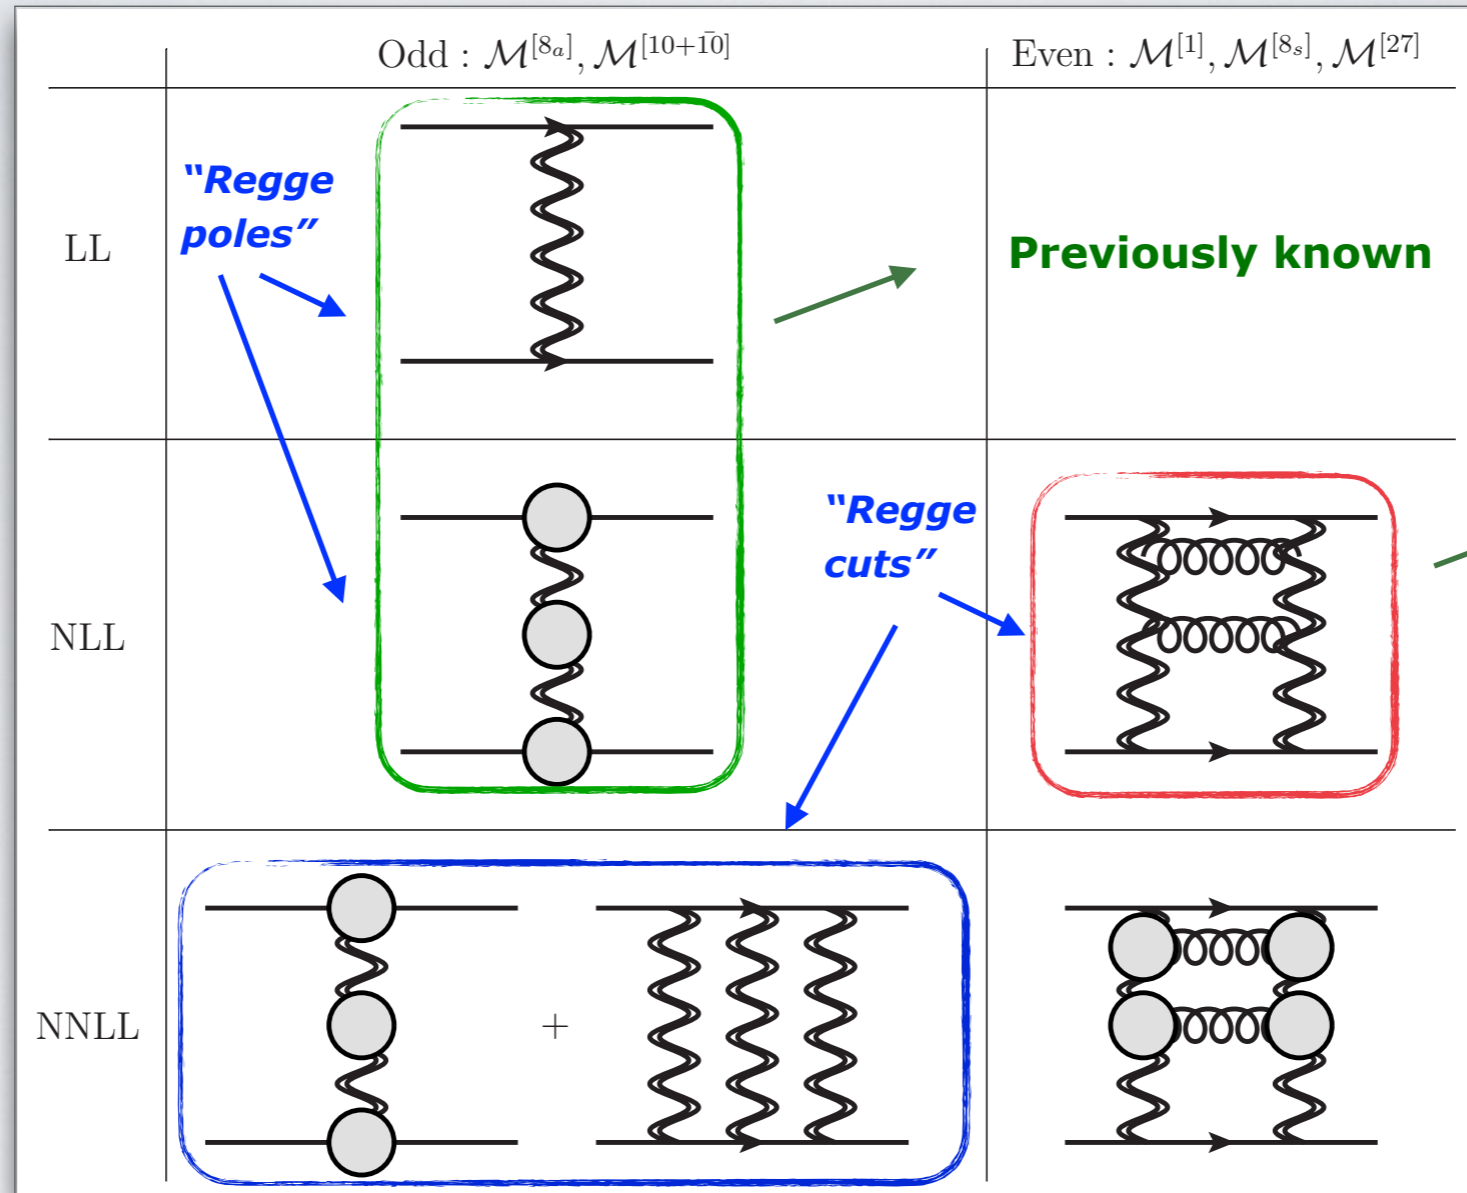 Odd : $\mathcal{M}^{[8_a]}, \mathcal{M}^{[10+\bar{10}]}$
Even : $\mathcal{M}^{[1]}, \mathcal{M}^{[8_s]}, \mathcal{M}^{[27]}$
“Regge
poles”
LL
Previously known
“Regge
cuts”
NLL
NNLL
+